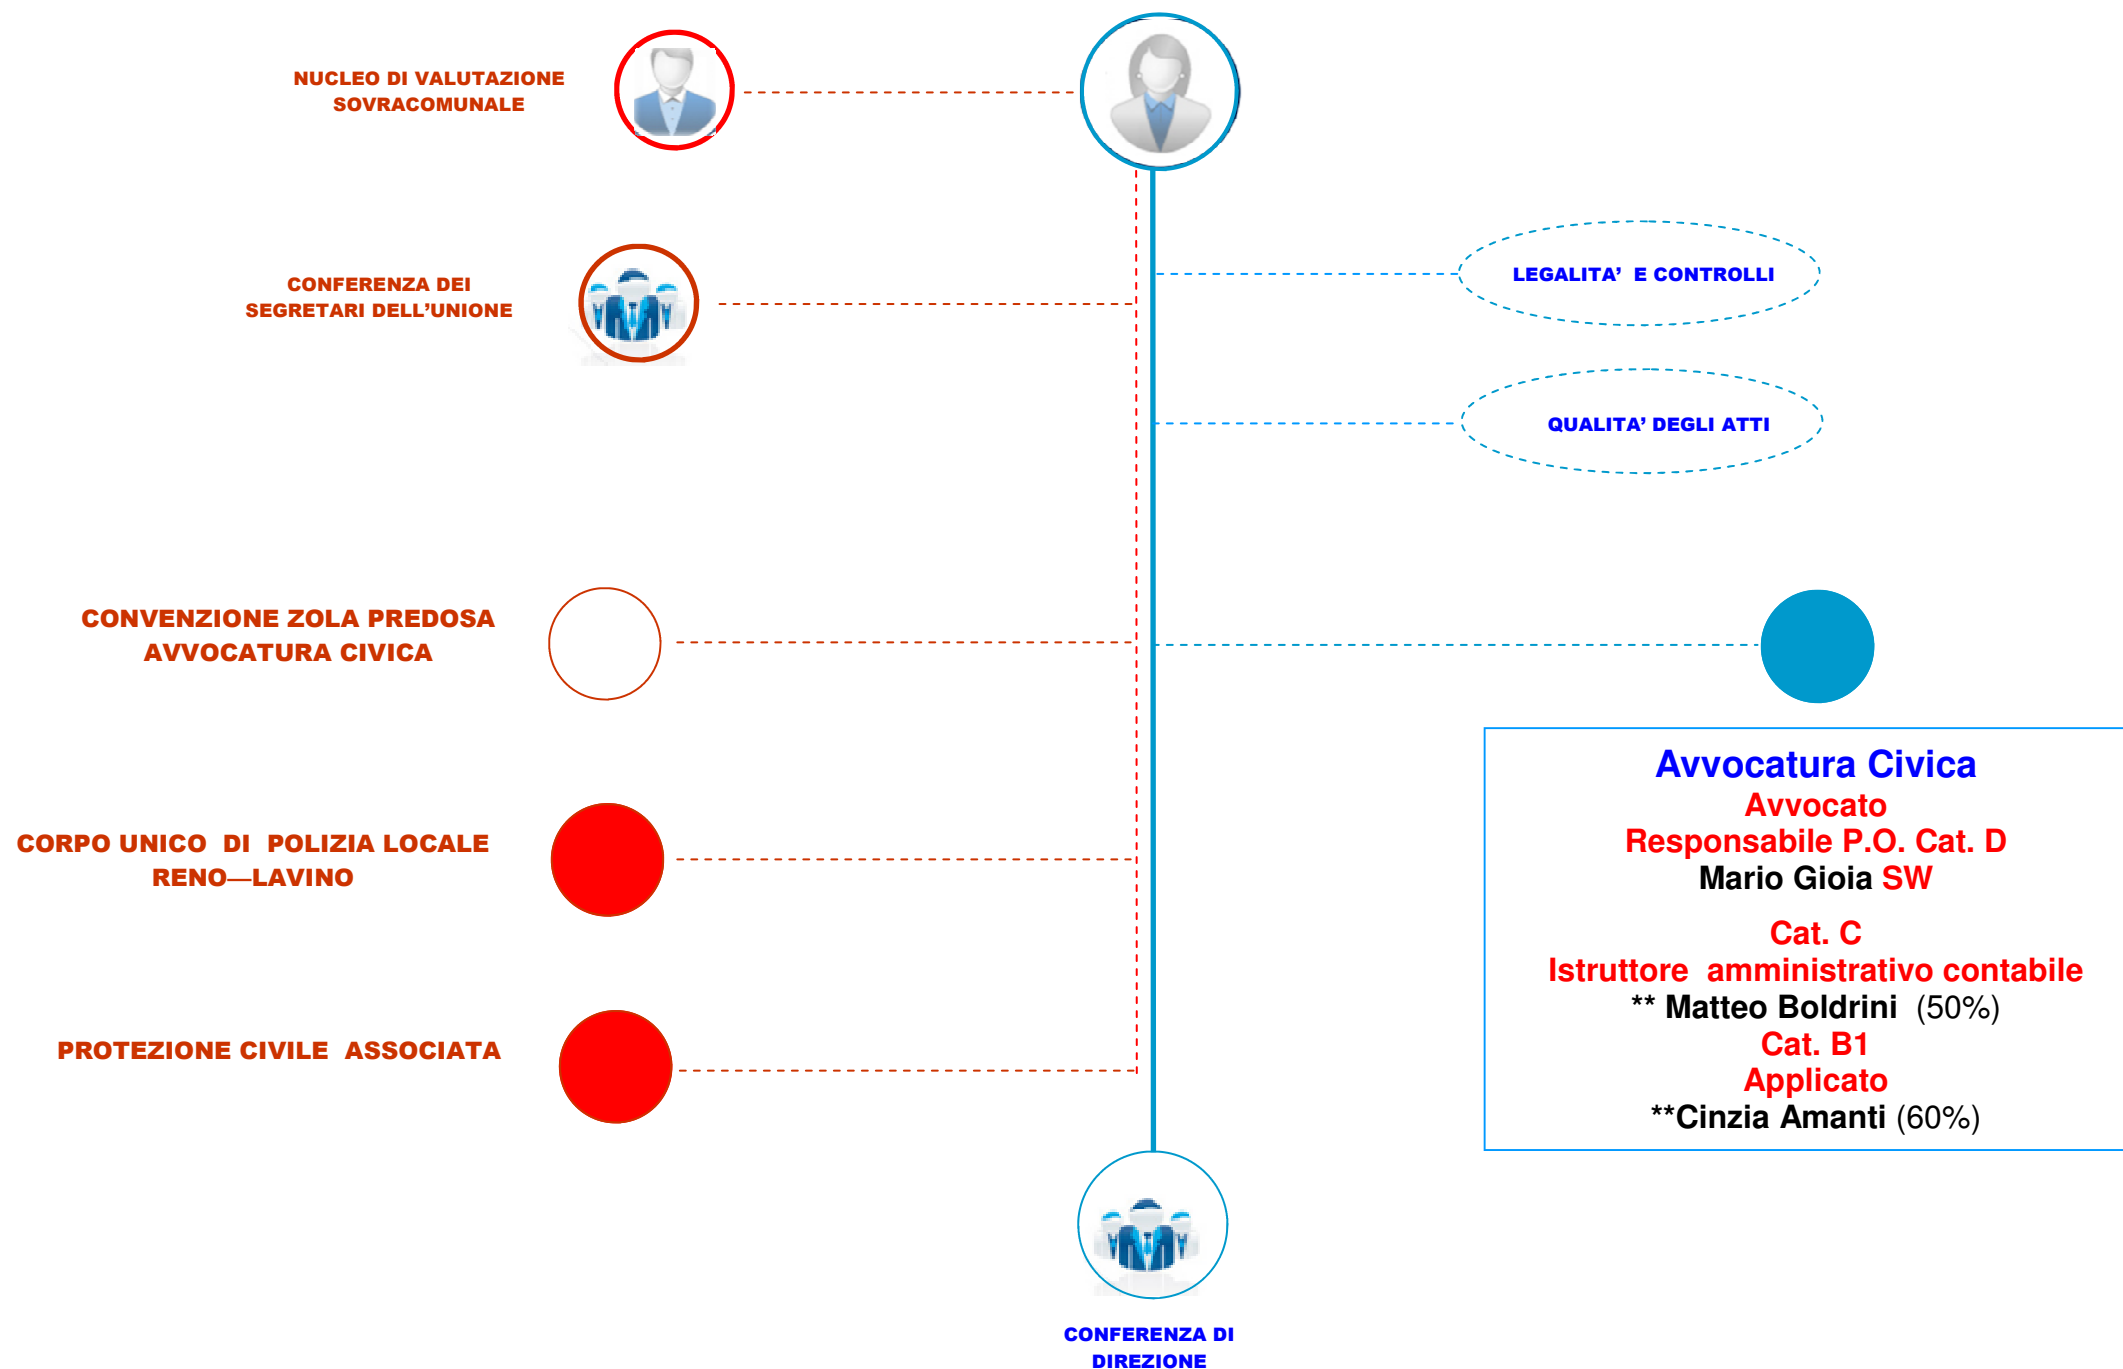 NUCLEO DI VALUTAZIONE
SOVRACOMUNALE
CONFERENZA DEI
SEGRETARI DELL’UNIONE
LEGALITA’ E CONTROLLI
QUALITA’ DEGLI ATTI
CONVENZIONE ZOLA PREDOSA
AVVOCATURA CIVICA
CORPO UNICO DI POLIZIA LOCALE
RENO—LAVINO
PROTEZIONE CIVILE ASSOCIATA
Avvocatura Civica
Avvocato
Responsabile P.O. Cat. D
Mario Gioia SW
Cat. C
Istruttore amministrativo contabile
** Matteo Boldrini (50%)
Cat. B1
Applicato
**Cinzia Amanti (60%)
CONFERENZA DI
DIREZIONE